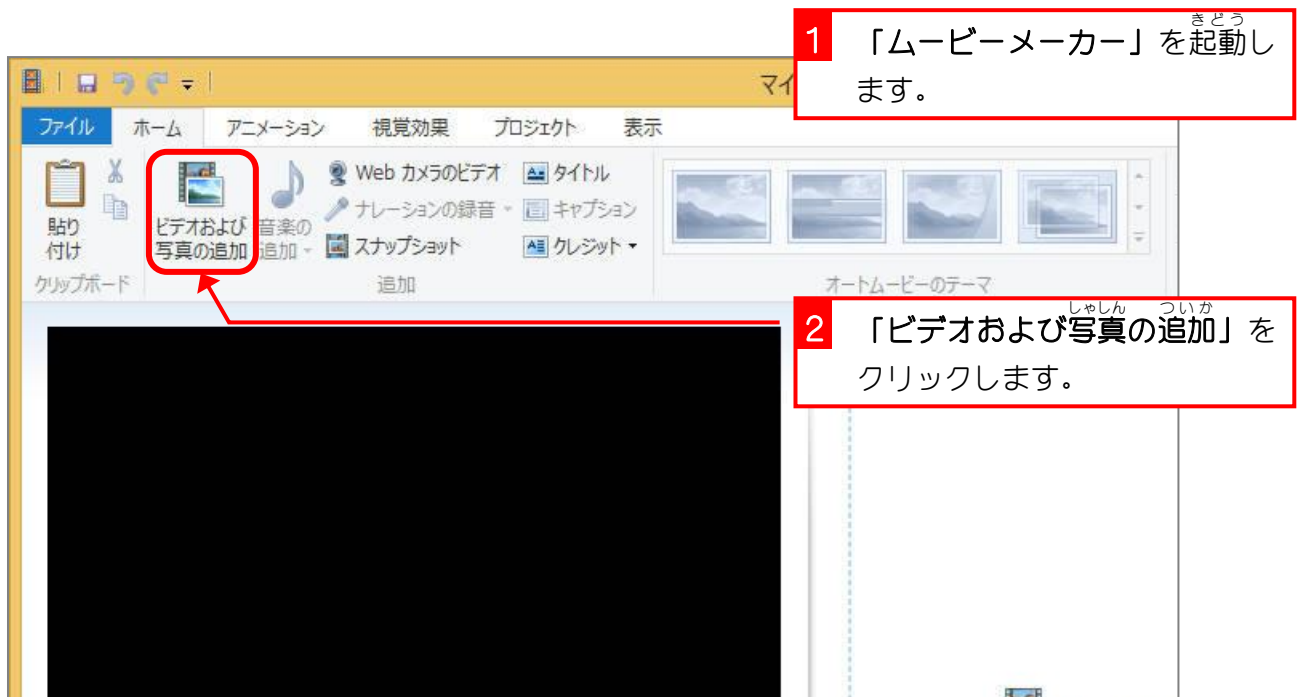 きどう
1 「ムービーメーカー」を起動し
ます。
マイ
ファイル ホーム アニメーション 視覚効果 プロジェクト 表示
貼り
付け
クリップボード
ビデオおよび
写真の追加
音楽の
追加
Web カメラのビデオ
ナレーションの録音
スナップショット
タイトル
キャプション
クレジット
追加
オートムービーのテーマ
しゃしん ついか
2 「ビデオおよび写真の追加」を
クリックします。